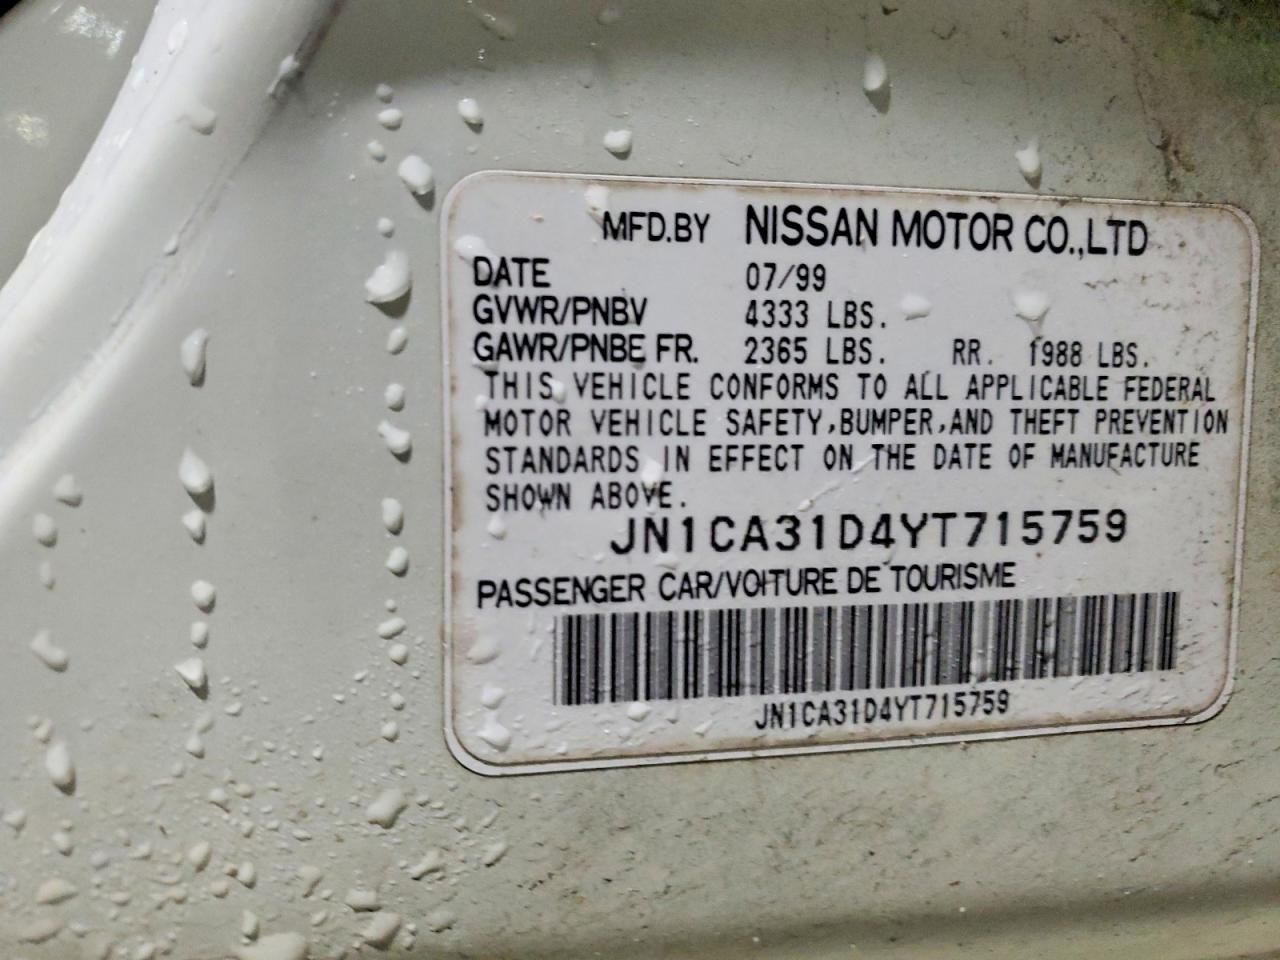 MFD.BY NISSAN MOTOR CO.,LTD
DATE 07/99
GVWR/PNBV 4333 LBS.
GAWR/PNBE FR. 2365 LBS. RR. 1988 LBS.
THIS VEHICLE CONFORMS TO ALL APPLICABLE FEDERAL
MOTOR VEHICLE SAFETY,BUMPER,AND THEFT PREVENTION
STANDARDS IN EFFECT ON THE DATE OF MANUFACTURE
SHOWN ABOVE.
JN1CA31D4YT715759
PASSENGER CAR/VOITURE DE TOURISME
JN1CA31D4YT715759